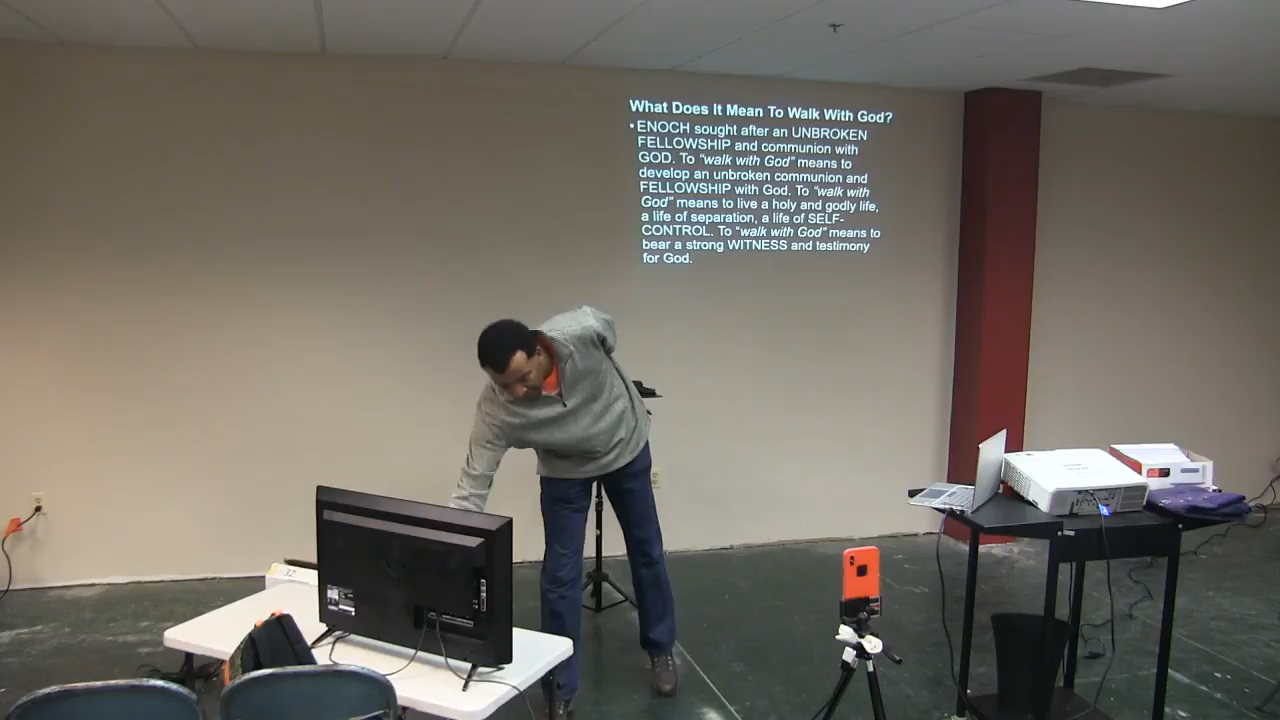 What Does It Mean To Walk With God?
• ENOCH sought after an UNBROKEN
FELLOWSHIP and communion with
GOD. To “walk with God” means to
develop an unbroken communion and
FELLOWSHIP with God. To “walk with
God” means to live a holy and godly life,
a life of separation, a life of SELF-
CONTROL. To “walk with God” means to
bear a strong WITNESS and testimony
for God.
32